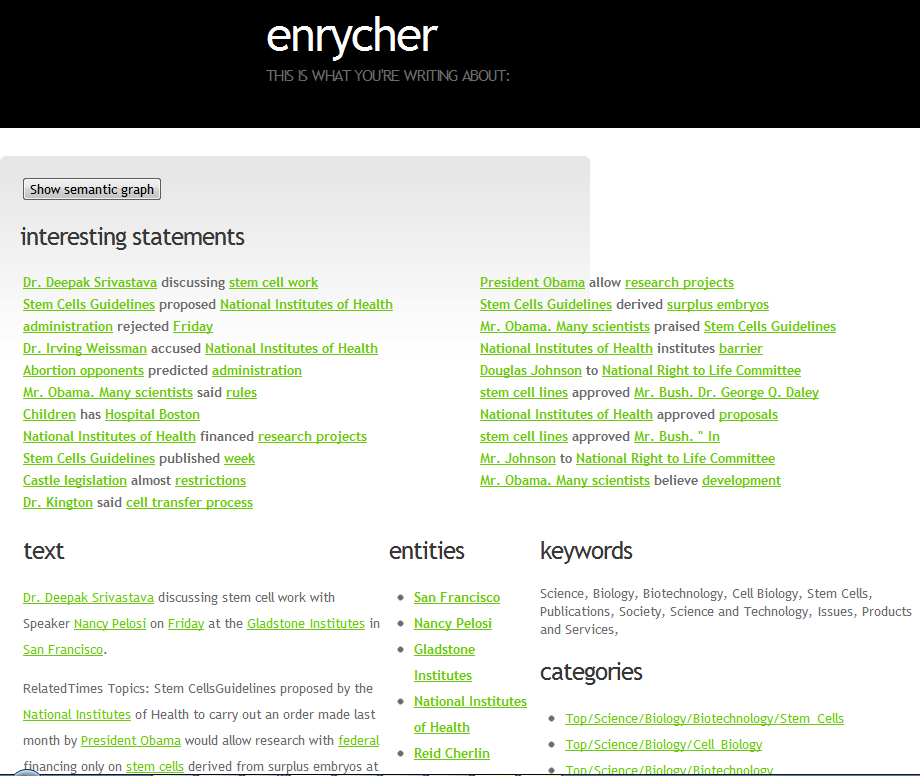 enrycher
THIS IS WHAT YOU'RE WRITING ABOUT:
Show semantic graph
interesting statements
Dr. Deepak Srivastava discussing stem cell work
Stem Cells Guidelines proposed National Institutes of Health
administration rejected Friday
Dr. Irving Weissman accused National Institutes of Health
Abortion opponents predicted administration
Mr. Obama. Many scientists said rules
Children has Hospital Boston
National Institutes of Health financed research projects
Stem Cells Guidelines published week
Castle legislation almost restrictions
Dr. Kington said cell transfer process
President Obama allow research projects
Stem Cells Guidelines derived surplus embryos
Mr. Obama. Many scientists praised Stem Cells Guidelines
National Institutes of Health institutes barrier
Douglas Johnson to National Right to Life Committee
stem cell lines approved Mr. Bush. Dr. George Q. Daley
National Institutes of Health approved proposals
stem cell lines approved Mr. Bush. " In
Mr. Johnson to National Right to Life Committee
Mr. Obama. Many scientists believe development
text
Dr. Deepak Srivastava discussing stem cell work with
Speaker Nancy Pelosi on Friday at the Gladstone Institutes in
San Francisco.
RelatedTimes Topics: Stem CellsGuidelines proposed by the
National Institutes of Health to carry out an order made last
month by President Obama would allow research with federal
financing only on stem cells derived from surplus embryos at
entities
San Francisco
Nancy Pelosi
Gladstone
Institutes
National Institutes
of Health
Reid Cherlin
keywords
Science, Biology, Biotechnology, Cell Biology, Stem Cells,
Publications, Society, Science and Technology, Issues, Products
and Services,
categories
Top/Science/Biology/Biotechnology/Stem_Cells
Top/Science/Biology/Cell_Biology
Top/Science/Biology/Biotechnology